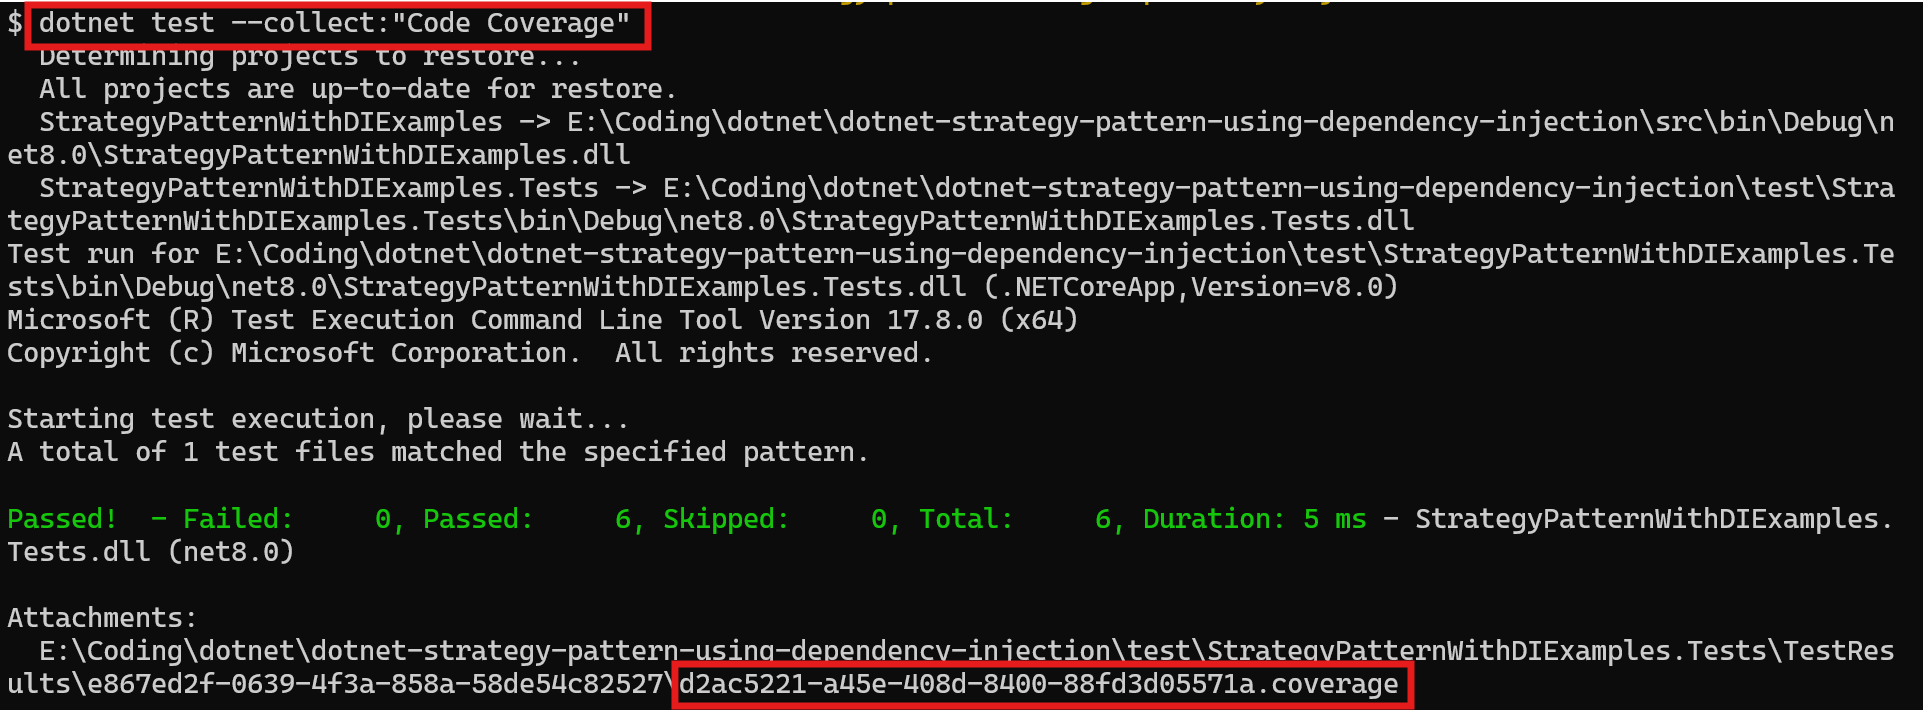 $ dotnet test --collect:"Code Coverage"
  Determining projects to restore...
  All projects are up-to-date for restore.
  StrategyPatternWithDIExamples -> E:\Coding\dotnet\dotnet-strategy-pattern-using-dependency-injection\src\bin\Debug\n
et8.0\StrategyPatternWithDIExamples.dll
  StrategyPatternWithDIExamples.Tests -> E:\Coding\dotnet\dotnet-strategy-pattern-using-dependency-injection\test\Stra
tegyPatternWithDIExamples.Tests\bin\Debug\net8.0\StrategyPatternWithDIExamples.Tests.dll
Test run for E:\Coding\dotnet\dotnet-strategy-pattern-using-dependency-injection\test\StrategyPatternWithDIExamples.Te
sts\bin\Debug\net8.0\StrategyPatternWithDIExamples.Tests.dll (.NETCoreApp,Version=v8.0)
Microsoft (R) Test Execution Command Line Tool Version 17.8.0 (x64)
Copyright (c) Microsoft Corporation.  All rights reserved.

Starting test execution, please wait...
A total of 1 test files matched the specified pattern.

Passed!  - Failed:     0, Passed:     6, Skipped:     0, Total:     6, Duration: 5 ms - StrategyPatternWithDIExamples.
Tests.dll (net8.0)

Attachments:
  E:\Coding\dotnet\dotnet-strategy-pattern-using-dependency-injection\test\StrategyPatternWithDIExamples.Tests\TestRes
ults\e867ed2f-0639-4f3a-858a-58de54c82527\d2ac5221-a45e-408d-8400-88fd3d05571a.coverage